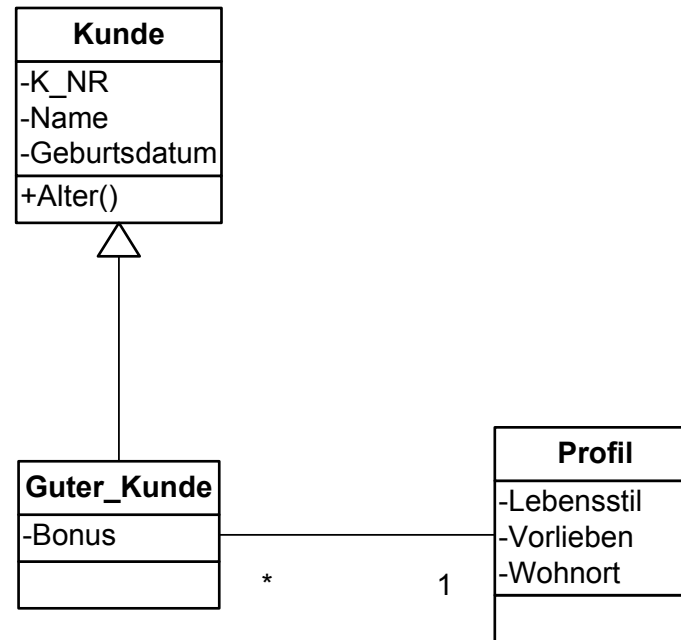 Kunde
-K_NR
-Name
-Geburtsdatum
+Alter()
Guter_Kunde
-Bonus
* 1
Profil
-Lebensstil
-Vorlieben
-Wohnort